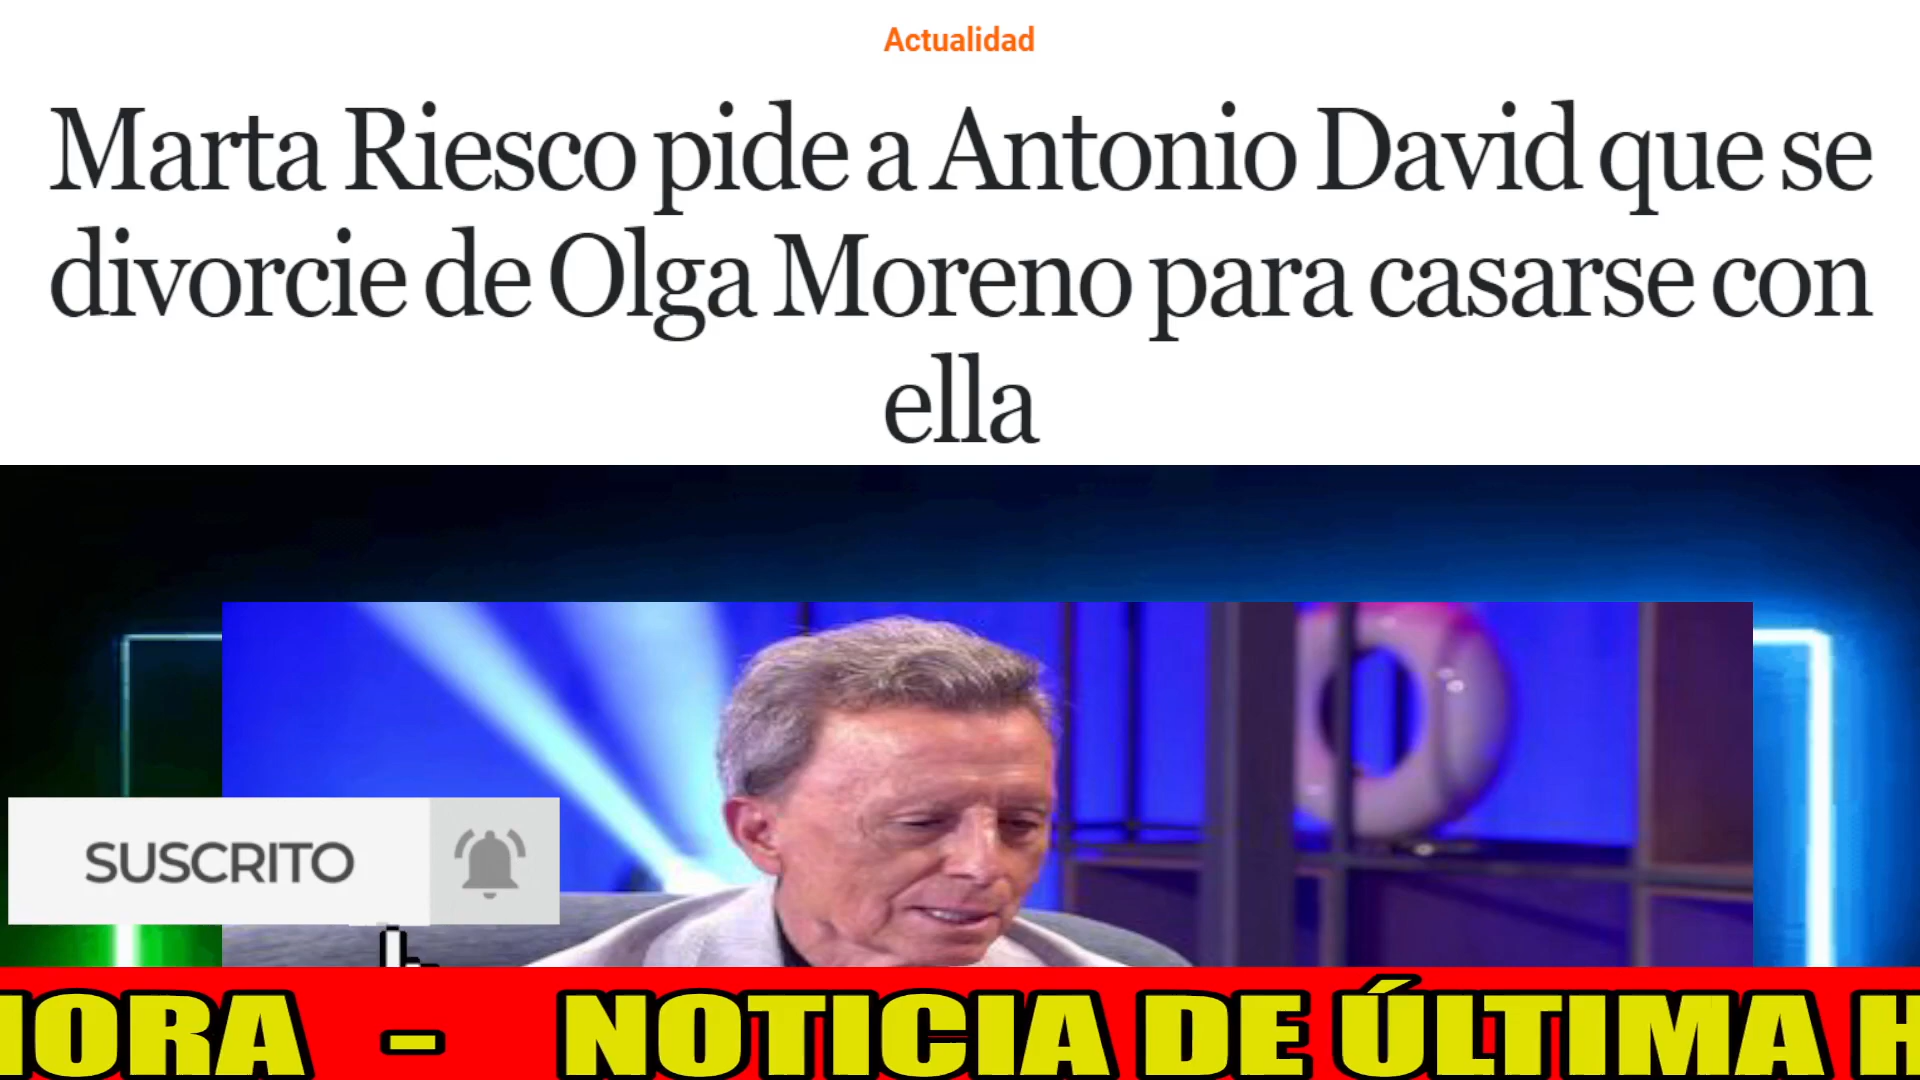 Actualidad
Marta Riesco pide a Antonio David que se
divorcie de Olga Moreno para casarse con
ella
SUSCRITO
HORA - NOTICIA DE ÚLTIMA H